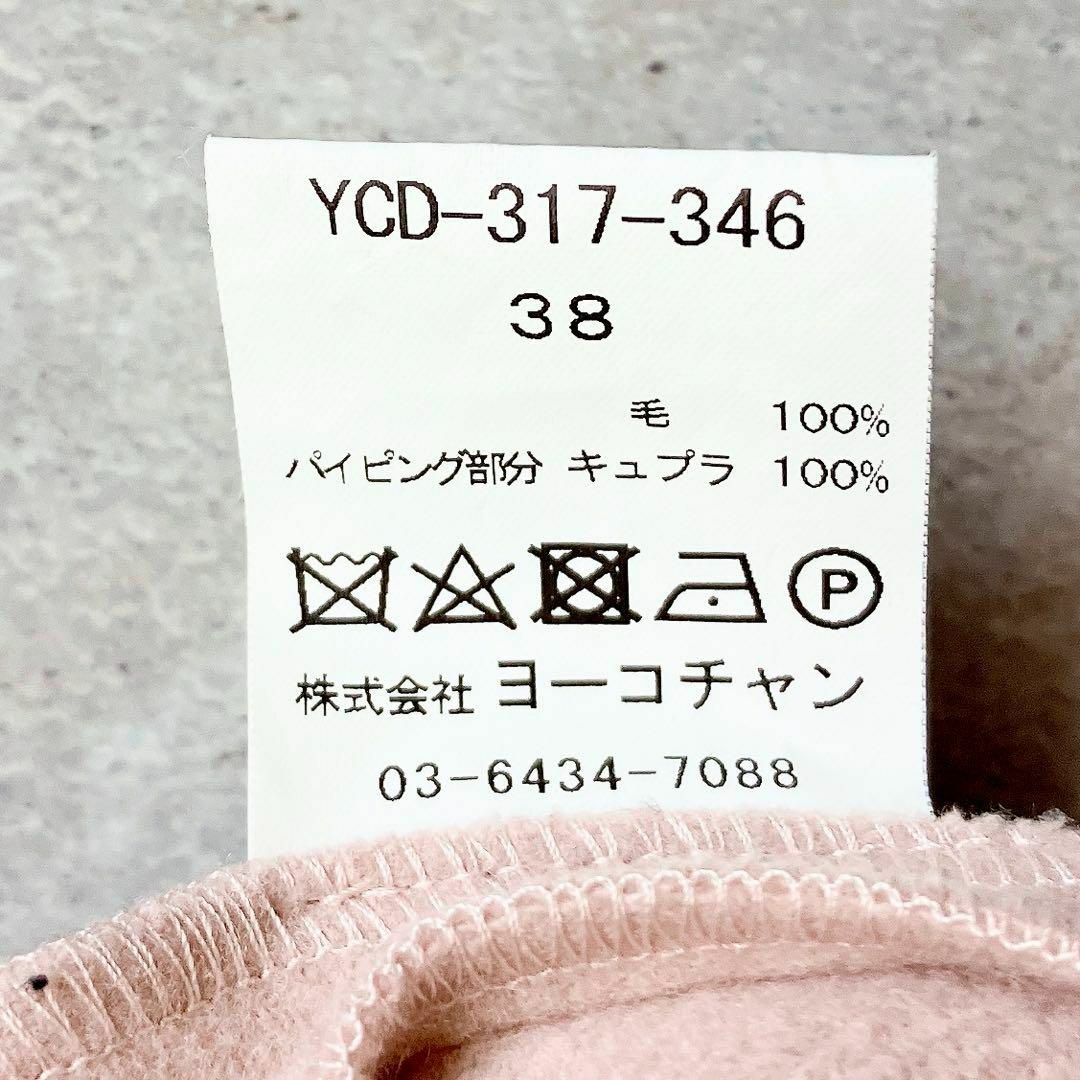 YCD-317-346
38
毛 100%
パイピング部分 キュプラ 100%
P
株式会社 ヨーコチャン
03-6434-7088